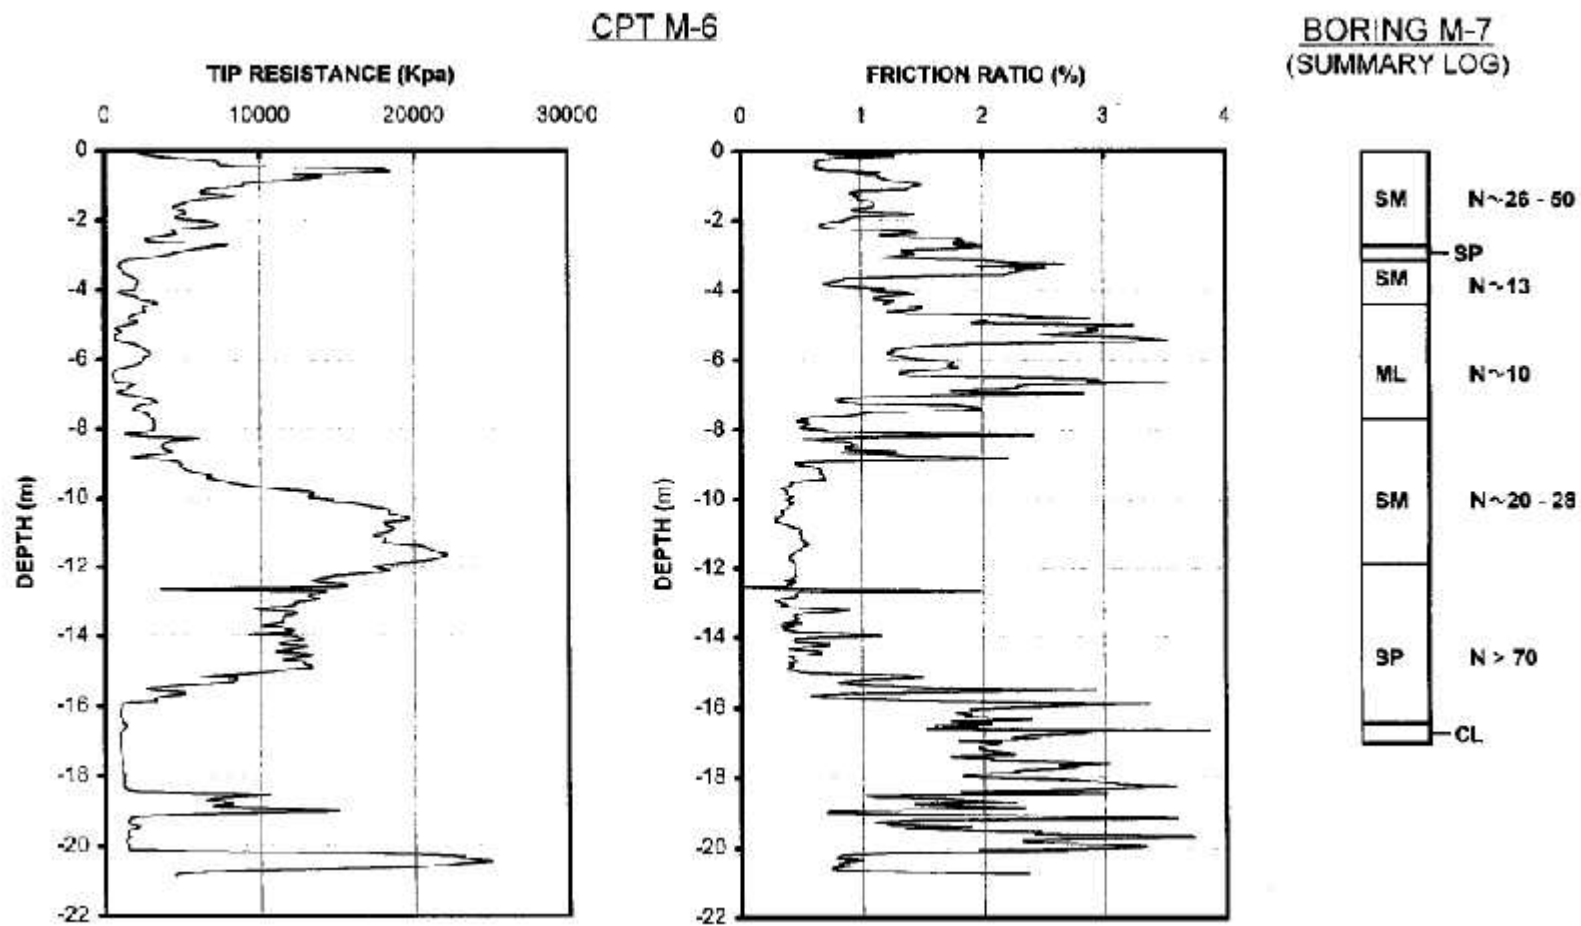 CPT M-6
BORING M-7
(SUMMARY LOG)
TIP RESISTANCE (Kpa)
0 10000 20000 30000
DEPTH (m)
0
-2
-4
-6
-8
-10
-12
-14
-16
-18
-20
-22
FRICTION RATIO (%)
0 1 2 3 4
DEPTH (m)
0
-2
-4
-6
-8
-10
-12
-14
-16
-18
-20
-22
SM N~26 - 50
SP
SM N~13
ML N~10
SM N~20 - 28
SP N > 70
CL